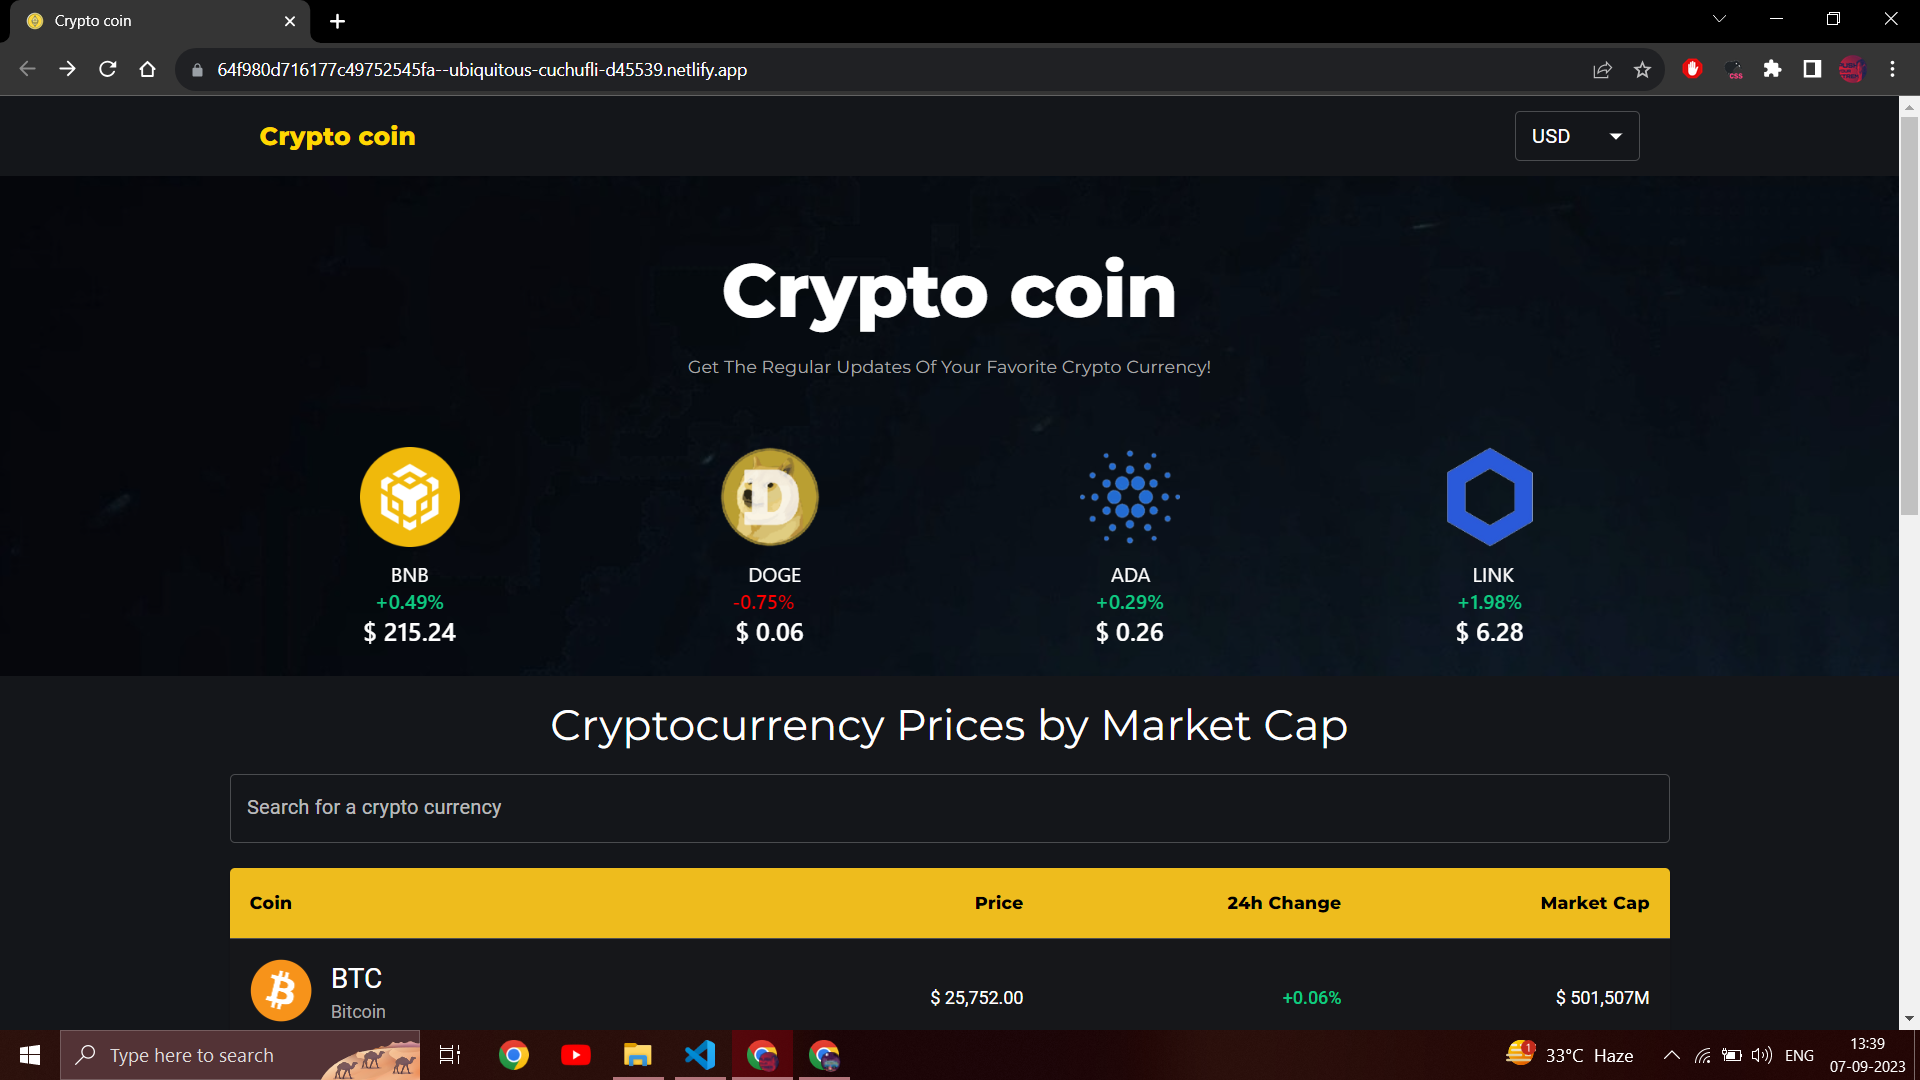 Crypto coin
64f980d716177c49752545fa--ubiquitous-cuchufli-d45539.netlify.app
css
Crypto coin
USD
Crypto coin
Get The Regular Updates Of Your Favorite Crypto Currency!
D
BNB DOGE ADA LINK
+0.49% -0.75% +0.29% +1.98%
$ 215.24 $ 0.06 $ 0.26 $ 6.28
Cryptocurrency Prices by Market Cap
Search for a crypto currency
Coin Price 24h Change Market Cap
BTC
Bitcoin
$ 25,752.00 +0.06% $ 501,507M
Type here to search
1
33°C Haze
ENG
13:39
07-09-2023